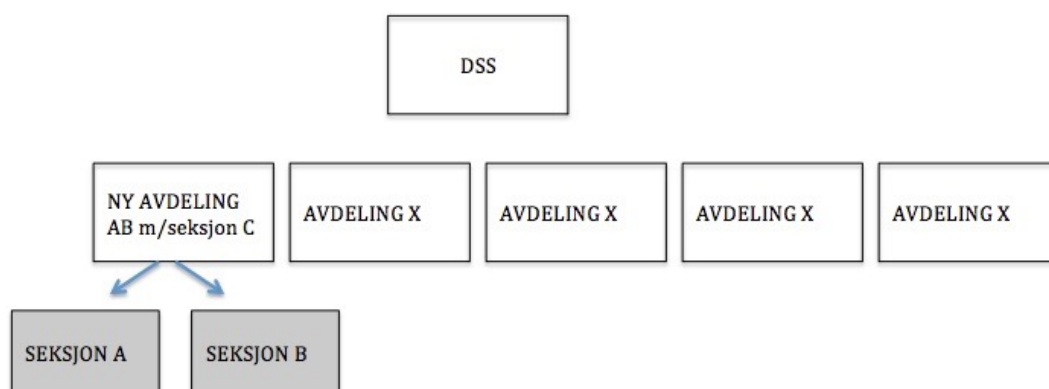 DSS
NY AVDELING
AB m/seksjon C
AVDELING X
AVDELING X
AVDELING X
AVDELING X
SEKSJON A
SEKSJON B